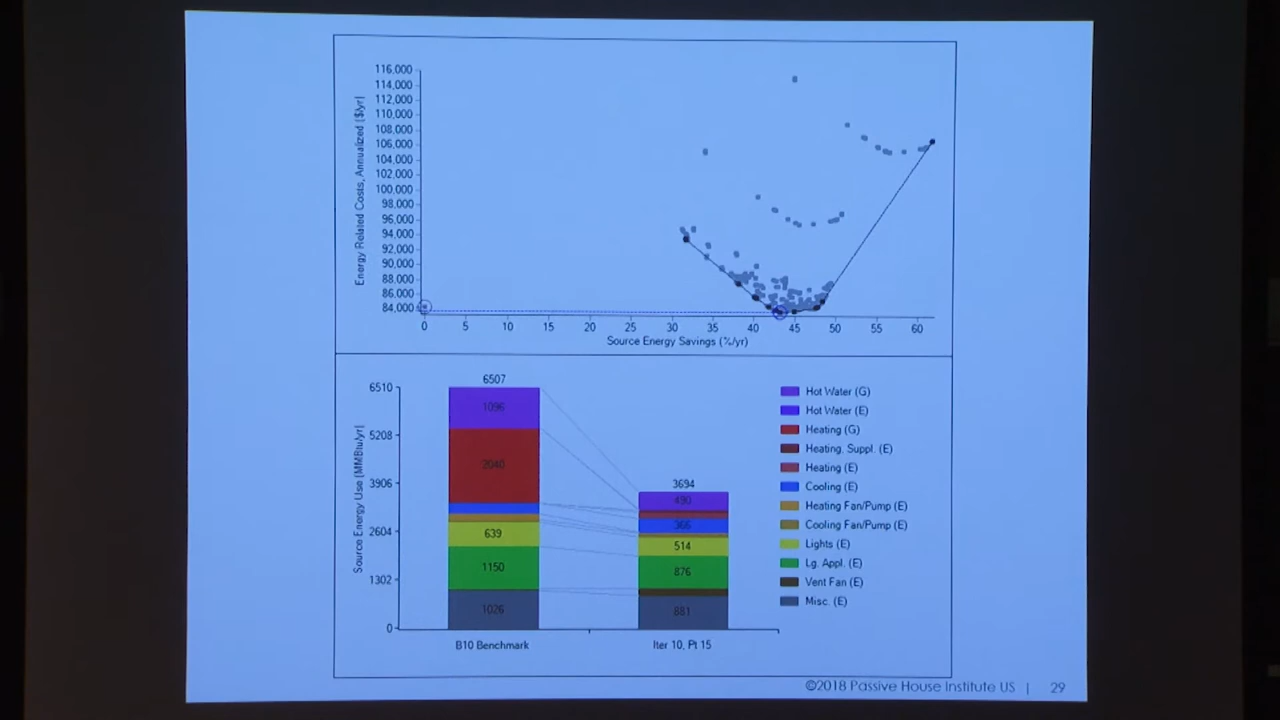 116,000
114,000
112,000
110,000
108,000
106,000
104,000
102,000
100,000
98,000
96,000
94,000
92,000
90,000
88,000
86,000
84,000
Energy Related Costs, Annualized ($/yr)
0 5 10 15 20 25 30 35 40 45 50 55 60
Source Energy Savings (%/yr)
6510
5208
3906
2604
1302
0
Source Energy Use (MMBtu/yr)
6507
1096
2040
639
1150
1026
3694
490
366
514
876
881
B10 Benchmark
Iter 10, Pt 15
Hot Water (G)
Hot Water (E)
Heating (G)
Heating. Suppl. (E)
Heating (E)
Cooling (E)
Heating Fan/Pump (E)
Cooling Fan/Pump (E)
Lights (E)
Lg. Appl. (E)
Vent Fan (E)
Misc. (E)
©2018 Passive House Institute US | 29